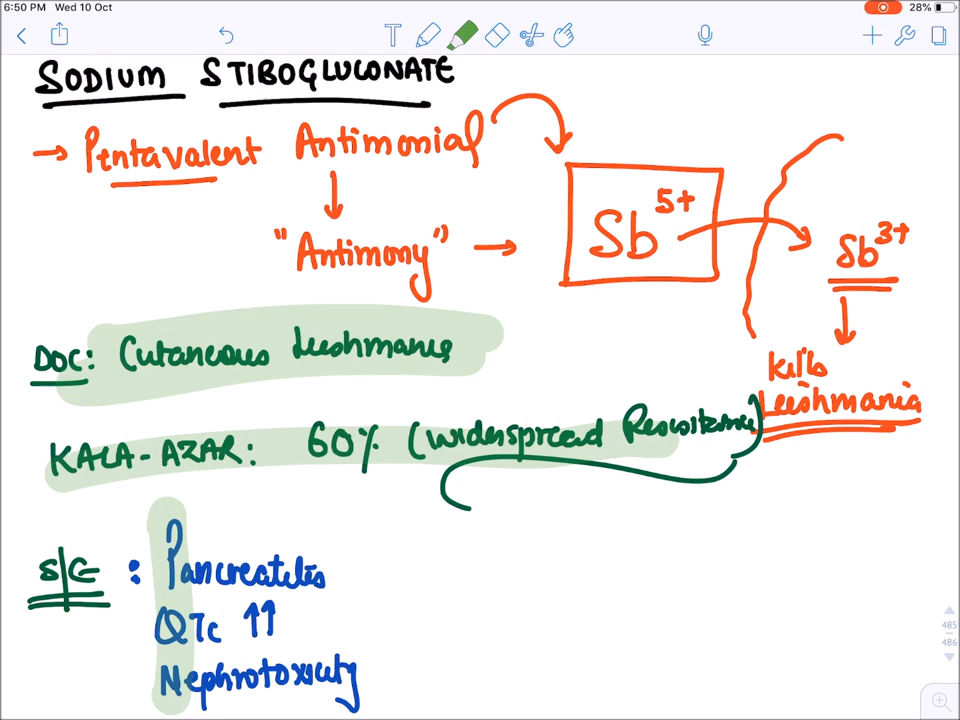 6:50 PM Wed 10 Oct
28%
SODIUM STIBOGLUCONATE
→ Pentavalent Antimonial
"Antimony" →
Sb5+
Sb3+
Kills
Leishmania
DOC: Cutaneous Leishmania
KALA-AZAR: 60% (widespread Resistance)
S/E : Pancreatitis
QTc ↑↑
Nephrotoxicity
485
486